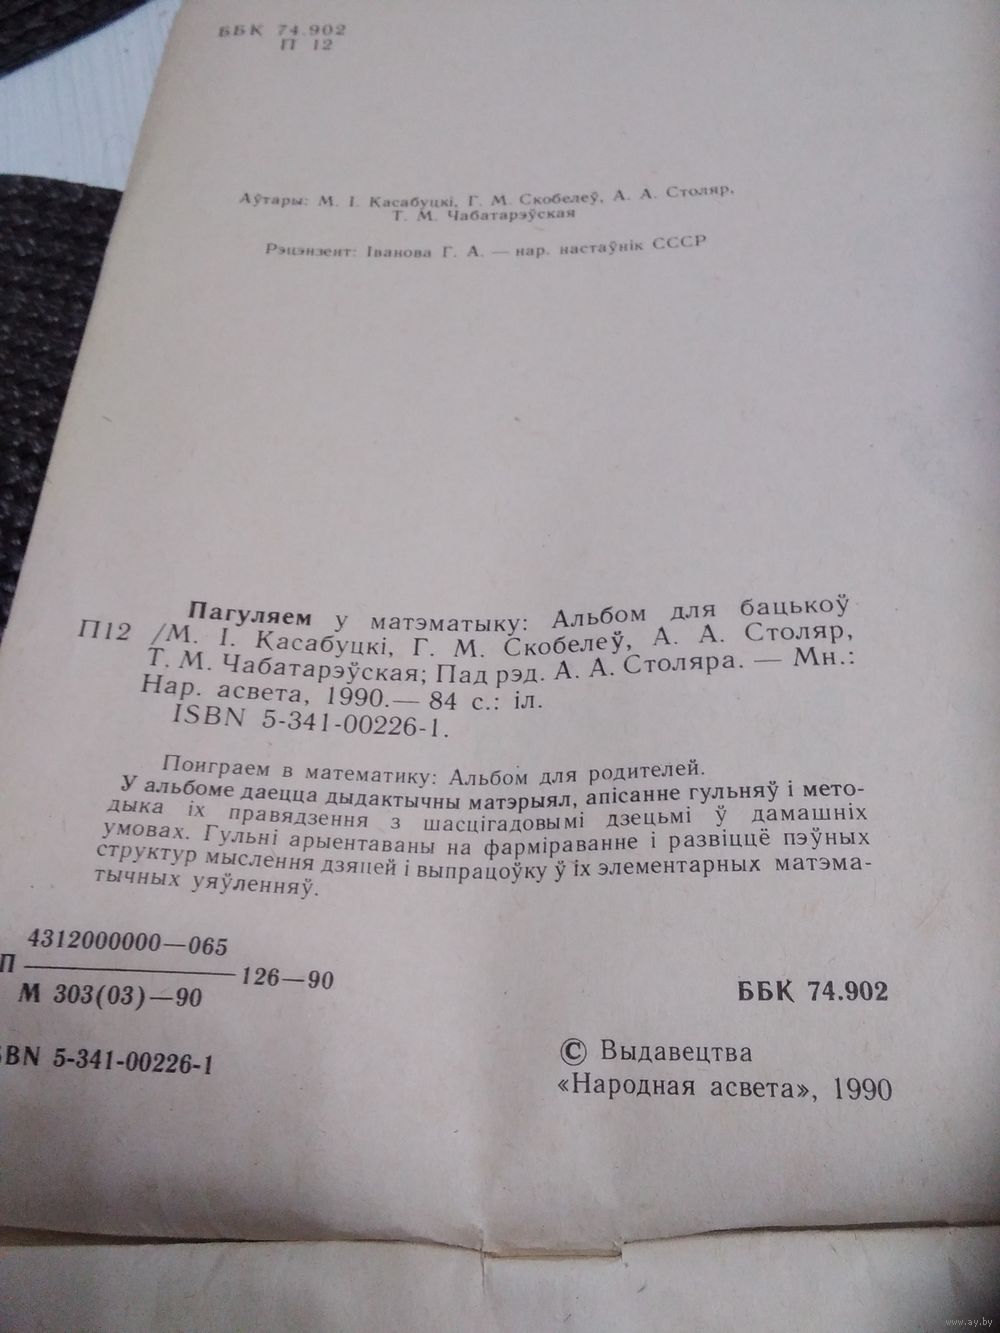 ББК 74.902
П 12
Аўтары: М. І. Касабуцкі, Г. М. Скобелеў, А. А. Столяр,
Т. М. Чабатарэўская
Рэцэнзент: Іванова Г. А. — нар. настаўнік СССР
Пагуляем у матэматыку: Альбом для бацькоў
П12 /М. І. Касабуцкі, Г. М. Скобелеў, А. А. Столяр,
Т. М. Чабатарэўская; Пад рэд. А. А. Столяра. — Мн.:
Нар. асвета, 1990.— 84 с.: іл.
ISBN 5-341-00226-1.
Поиграем в математику: Альбом для родителей.
У альбоме даецца дыдактычны матэрыял, апісанне гульняў і мето-
дыка іх правядзення з шасцігадовымі дзецьмі ў дамашніх
умовах. Гульні арыентаваны на фарміраванне і развіццё пэўных
структур мыслення дзяцей і выпрацоўку ў іх элементарных матэма-
тычных уяўленняў.
4312000000—065
П 126—90
М 303(03)—90
ББК 74.902
BN 5-341-00226-1
© Выдавецтва
«Народная асвета», 1990
www.ay.by